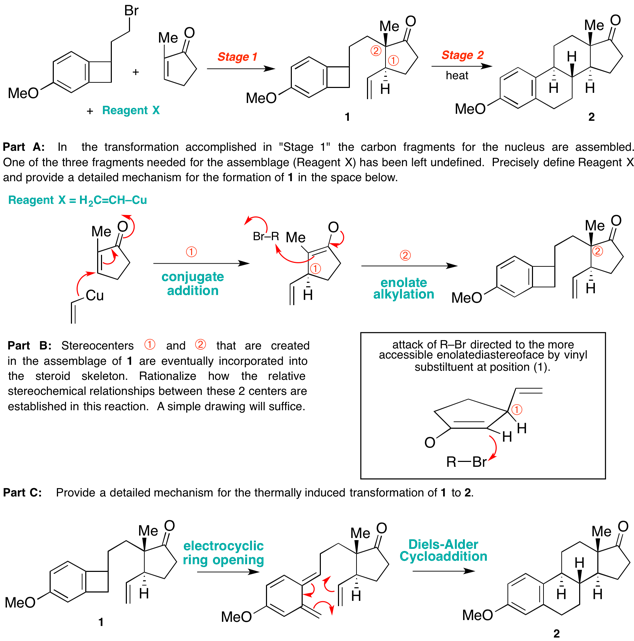 Br
Me
O
Me
O
Me
O
Stage 1
②
①
Stage 2
heat
+
MeO
+ Reagent X
MeO
H
1
MeO
H
H
H
2
Part A: In the transformation accomplished in "Stage 1" the carbon fragments for the nucleus are assembled.
One of the three fragments needed for the assemblage (Reagent X) has been left undefined. Precisely define Reagent X
and provide a detailed mechanism for the formation of 1 in the space below.
Reagent X = H₂C=CH–Cu
Me
O
Cu
①
conjugate
addition
Br–R
Me
O
①
H
②
enolate
alkylation
Me
O
②
MeO
H
Part B: Stereocenters ① and ② that are created
in the assemblage of 1 are eventually incorporated into
the steroid skeleton. Rationalize how the relative
stereochemical relationships between these 2 centers are
established in this reaction. A simple drawing will suffice.
attack of R–Br directed to the more
accessible enolatediastereoface by vinyl
substiltuent at position (1).
①
H
H
O
R—Br
Part C: Provide a detailed mechanism for the thermally induced transformation of 1 to 2.
Me
O
MeO
H
1
electrocyclic
ring opening
Me
O
MeO
H
Diels-Alder
Cycloaddition
Me
O
MeO
H
H
H
2